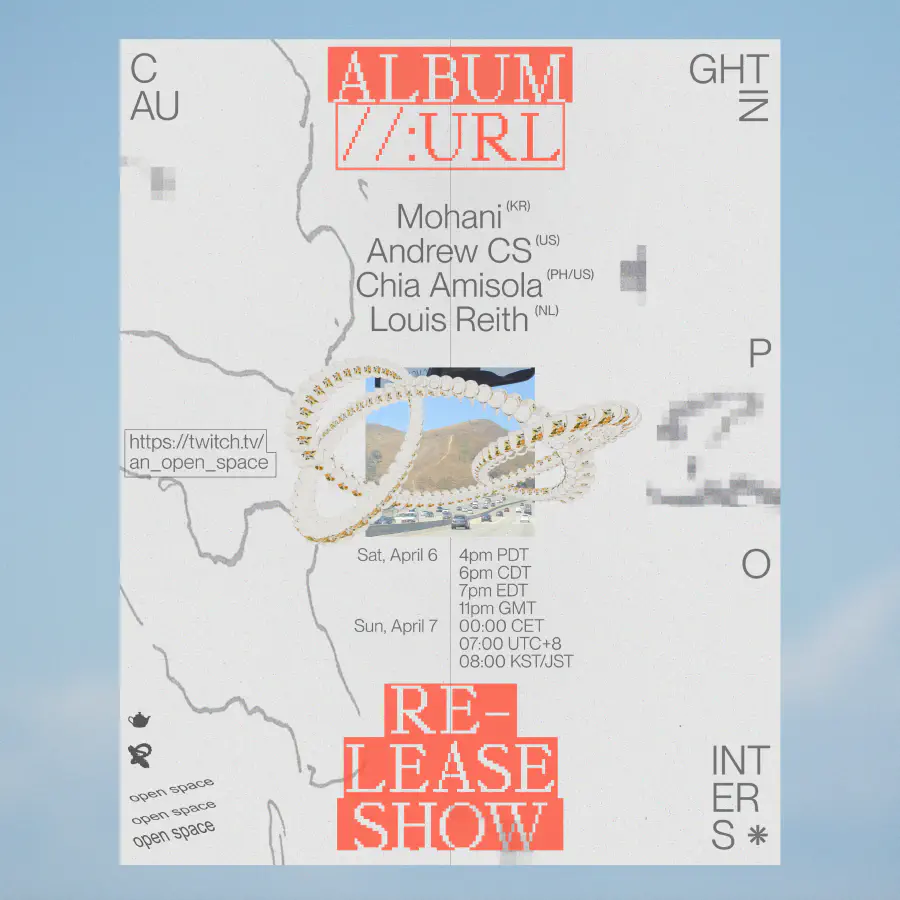 C
AU
GHT
IN
ALBUM
//:URL
Mohani (KR)
Andrew CS (US)
Chia Amisola (PH/US)
Louis Reith (NL)
P
https://twitch.tv/
an_open_space
O
Sat, April 6 4pm PDT
6pm CDT
7pm EDT
11pm GMT
Sun, April 7 00:00 CET
07:00 UTC+8
08:00 KST/JST
RE-
LEASE
SHOW
open space
open space
open space
INT
ER
S *